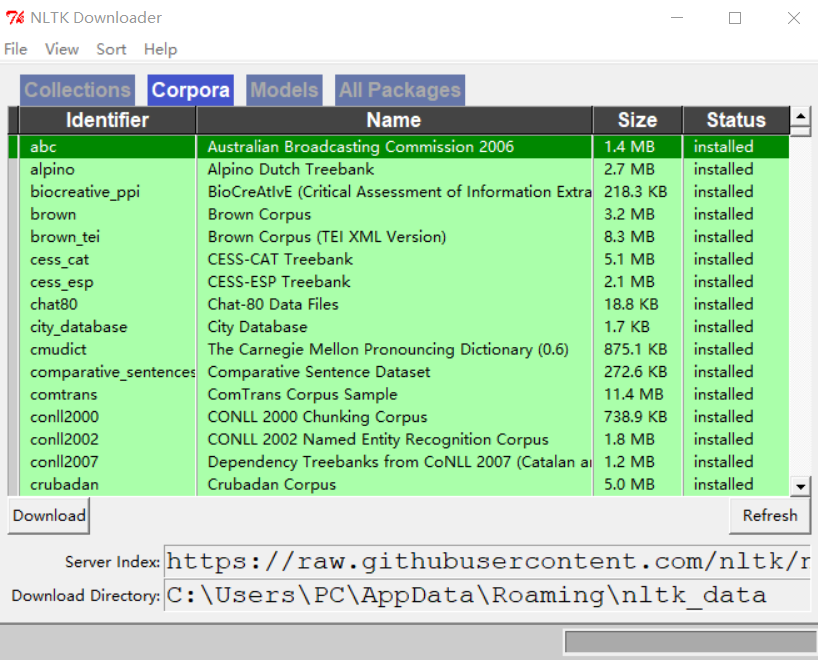 NLTK Downloader
File View Sort Help
Collections Corpora Models All Packages
Identifier Name Size Status
abc Australian Broadcasting Commission 2006 1.4 MB installed
alpino Alpino Dutch Treebank 2.7 MB installed
biocreative_ppi BioCreAtIvE (Critical Assessment of Information Extra 218.3 KB installed
brown Brown Corpus 3.2 MB installed
brown_tei Brown Corpus (TEI XML Version) 8.3 MB installed
cess_cat CESS-CAT Treebank 5.1 MB installed
cess_esp CESS-ESP Treebank 2.1 MB installed
chat80 Chat-80 Data Files 18.8 KB installed
city_database City Database 1.7 KB installed
cmudict The Carnegie Mellon Pronouncing Dictionary (0.6) 875.1 KB installed
comparative_sentences Comparative Sentence Dataset 272.6 KB installed
comtrans ComTrans Corpus Sample 11.4 MB installed
conll2000 CONLL 2000 Chunking Corpus 738.9 KB installed
conll2002 CONLL 2002 Named Entity Recognition Corpus 1.8 MB installed
conll2007 Dependency Treebanks from CoNLL 2007 (Catalan a 1.2 MB installed
crubadan Crubadan Corpus 5.0 MB installed
Download Refresh
Server Index: https://raw.githubusercontent.com/nltk/
Download Directory: C:\Users\PC\AppData\Roaming\nltk_data